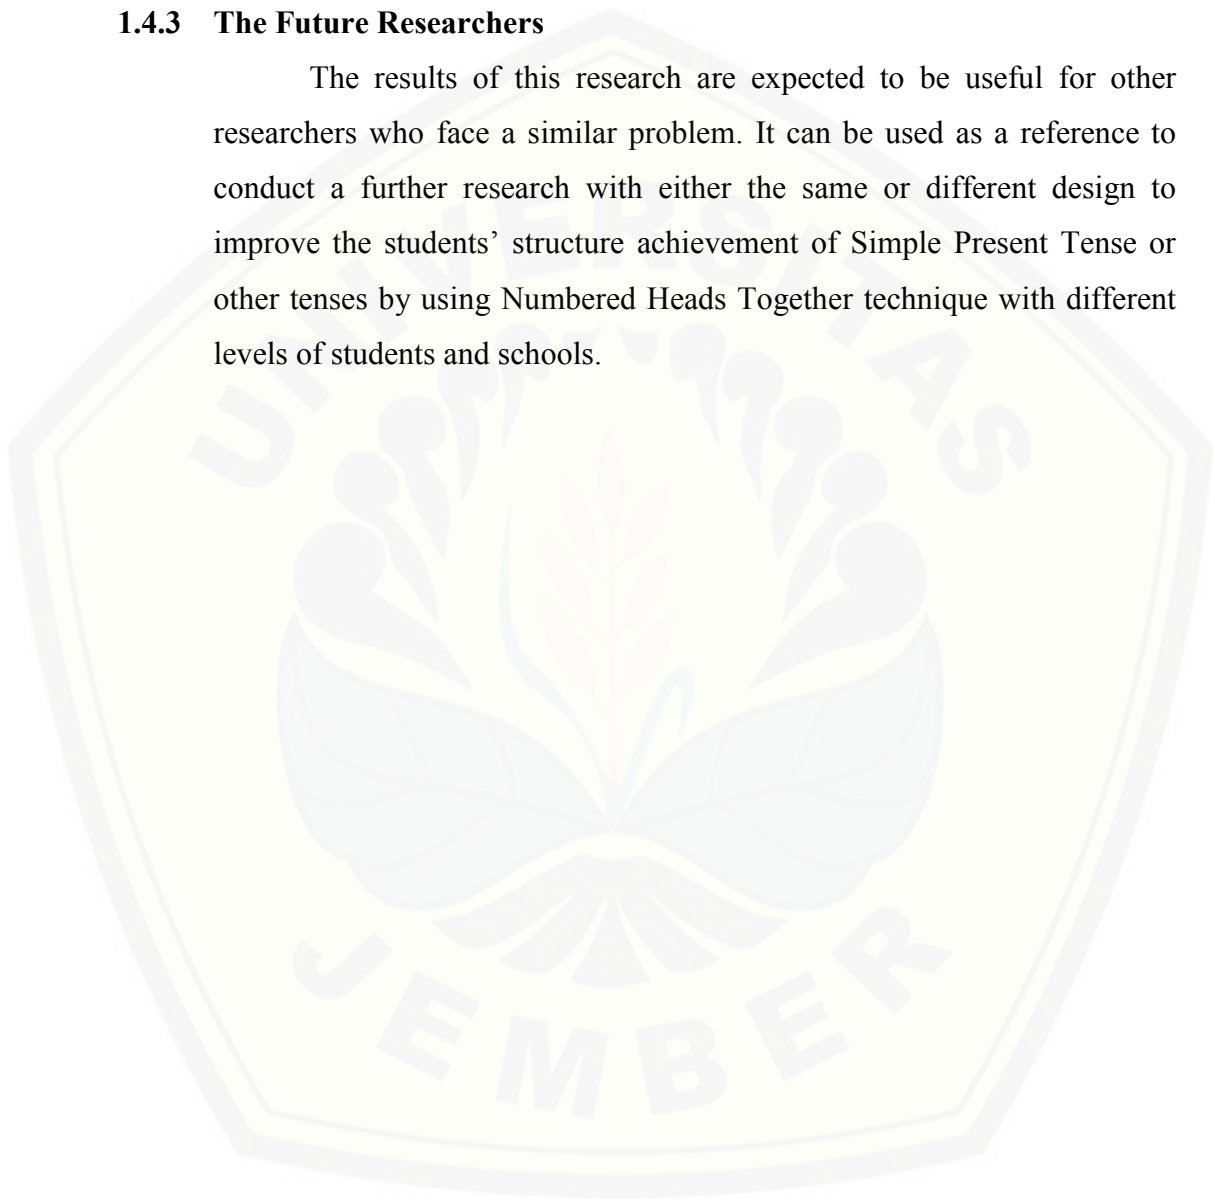 1.4.3 The Future Researchers
The results of this research are expected to be useful for other
researchers who face a similar problem. It can be used as a reference to
conduct a further research with either the same or different design to
improve the students’ structure achievement of Simple Present Tense or
other tenses by using Numbered Heads Together technique with different
levels of students and schools.
UNIVERSITAS
JEMBER